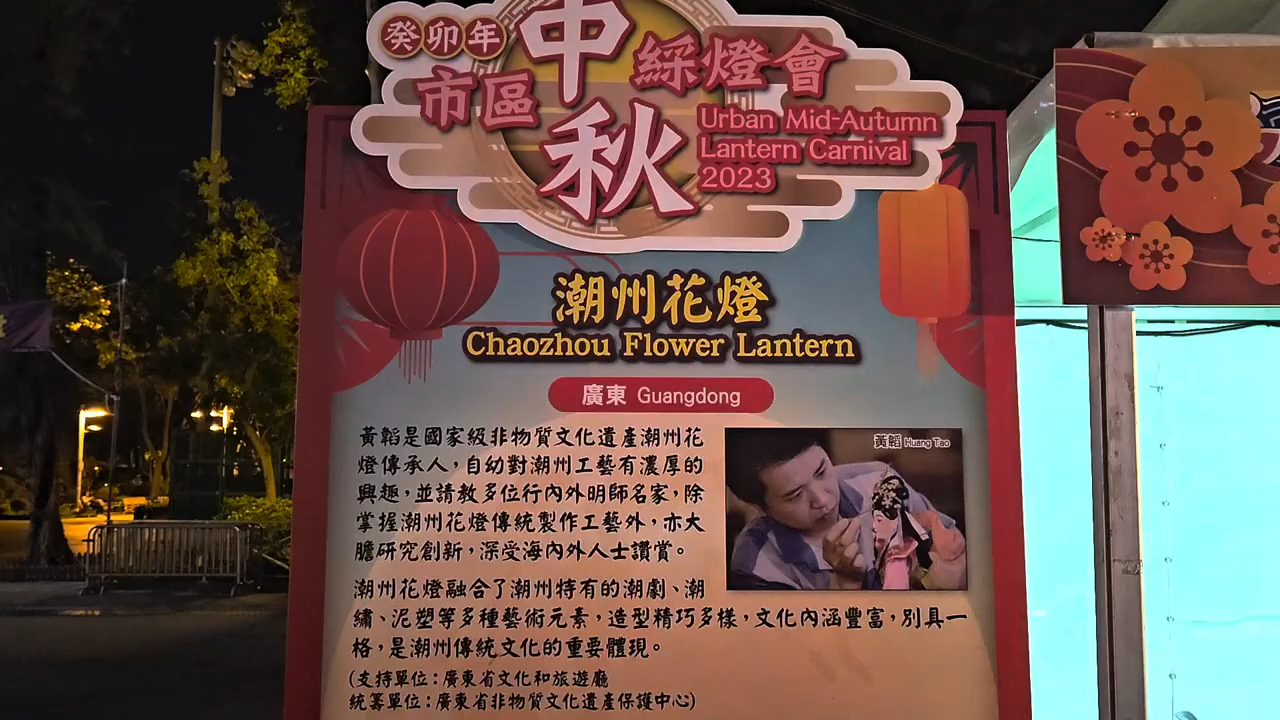 癸卯年
市區
中秋
綵燈會
Urban Mid-Autumn
Lantern Carnival
2023
潮州花燈
Chaozhou Flower Lantern
廣東 Guangdong
黃韜是國家級非物質文化遺產潮州花
燈傳承人，自幼對潮州工藝有濃厚的
興趣，並請教多位行內外明師名家，除
掌握潮州花燈傳統製作工藝外，亦大
膽研究創新，深受海內外人士讚賞。
黃韜 Huang Tao
潮州花燈融合了潮州特有的潮劇、潮
繡、泥塑等多種藝術元素，造型精巧多樣，文化內涵豐富，別具一
格，是潮州傳統文化的重要體現。
(支持單位：廣東省文化和旅遊廳
統籌單位：廣東省非物質文化遺產保護中心)